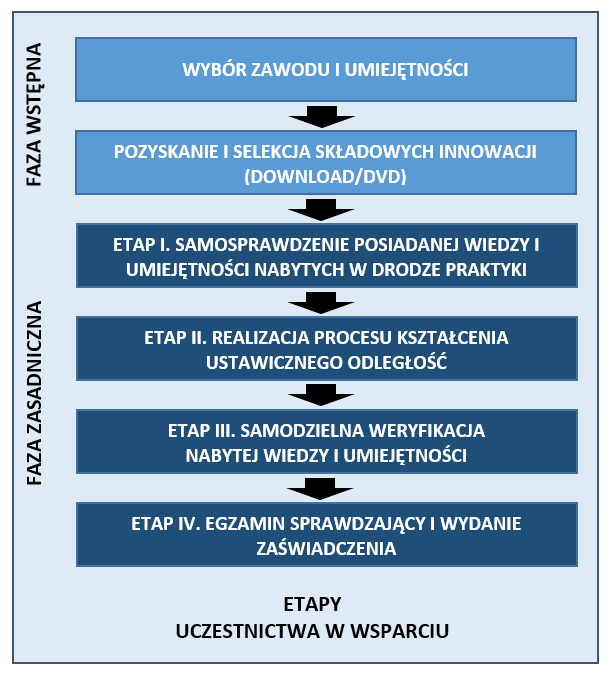 FAZA WSTĘPNA
WYBÓR ZAWODU I UMIEJĘTNOŚCI
POZYSKANIE I SELEKCJA SKŁADOWYCH INNOWACJI
(DOWNLOAD/DVD)
FAZA ZASADNICZNA
ETAP I. SAMOSPRAWDZENIE POSIADANEJ WIEDZY I
UMIEJĘTNOŚCI NABYTYCH W DRODZE PRAKTYKI
ETAP II. REALIZACJA PROCESU KSZTAŁCENIA
USTAWICZNEGO ODLEGŁOŚĆ
ETAP III. SAMODZIELNA WERYFIKACJA
NABYTEJ WIEDZY I UMIEJĘTNOŚCI
ETAP IV. EGZAMIN SPRAWDZAJĄCY I WYDANIE
ZAŚWIADCZENIA
ETAPY
UCZESTNICTWA W WSPARCIU